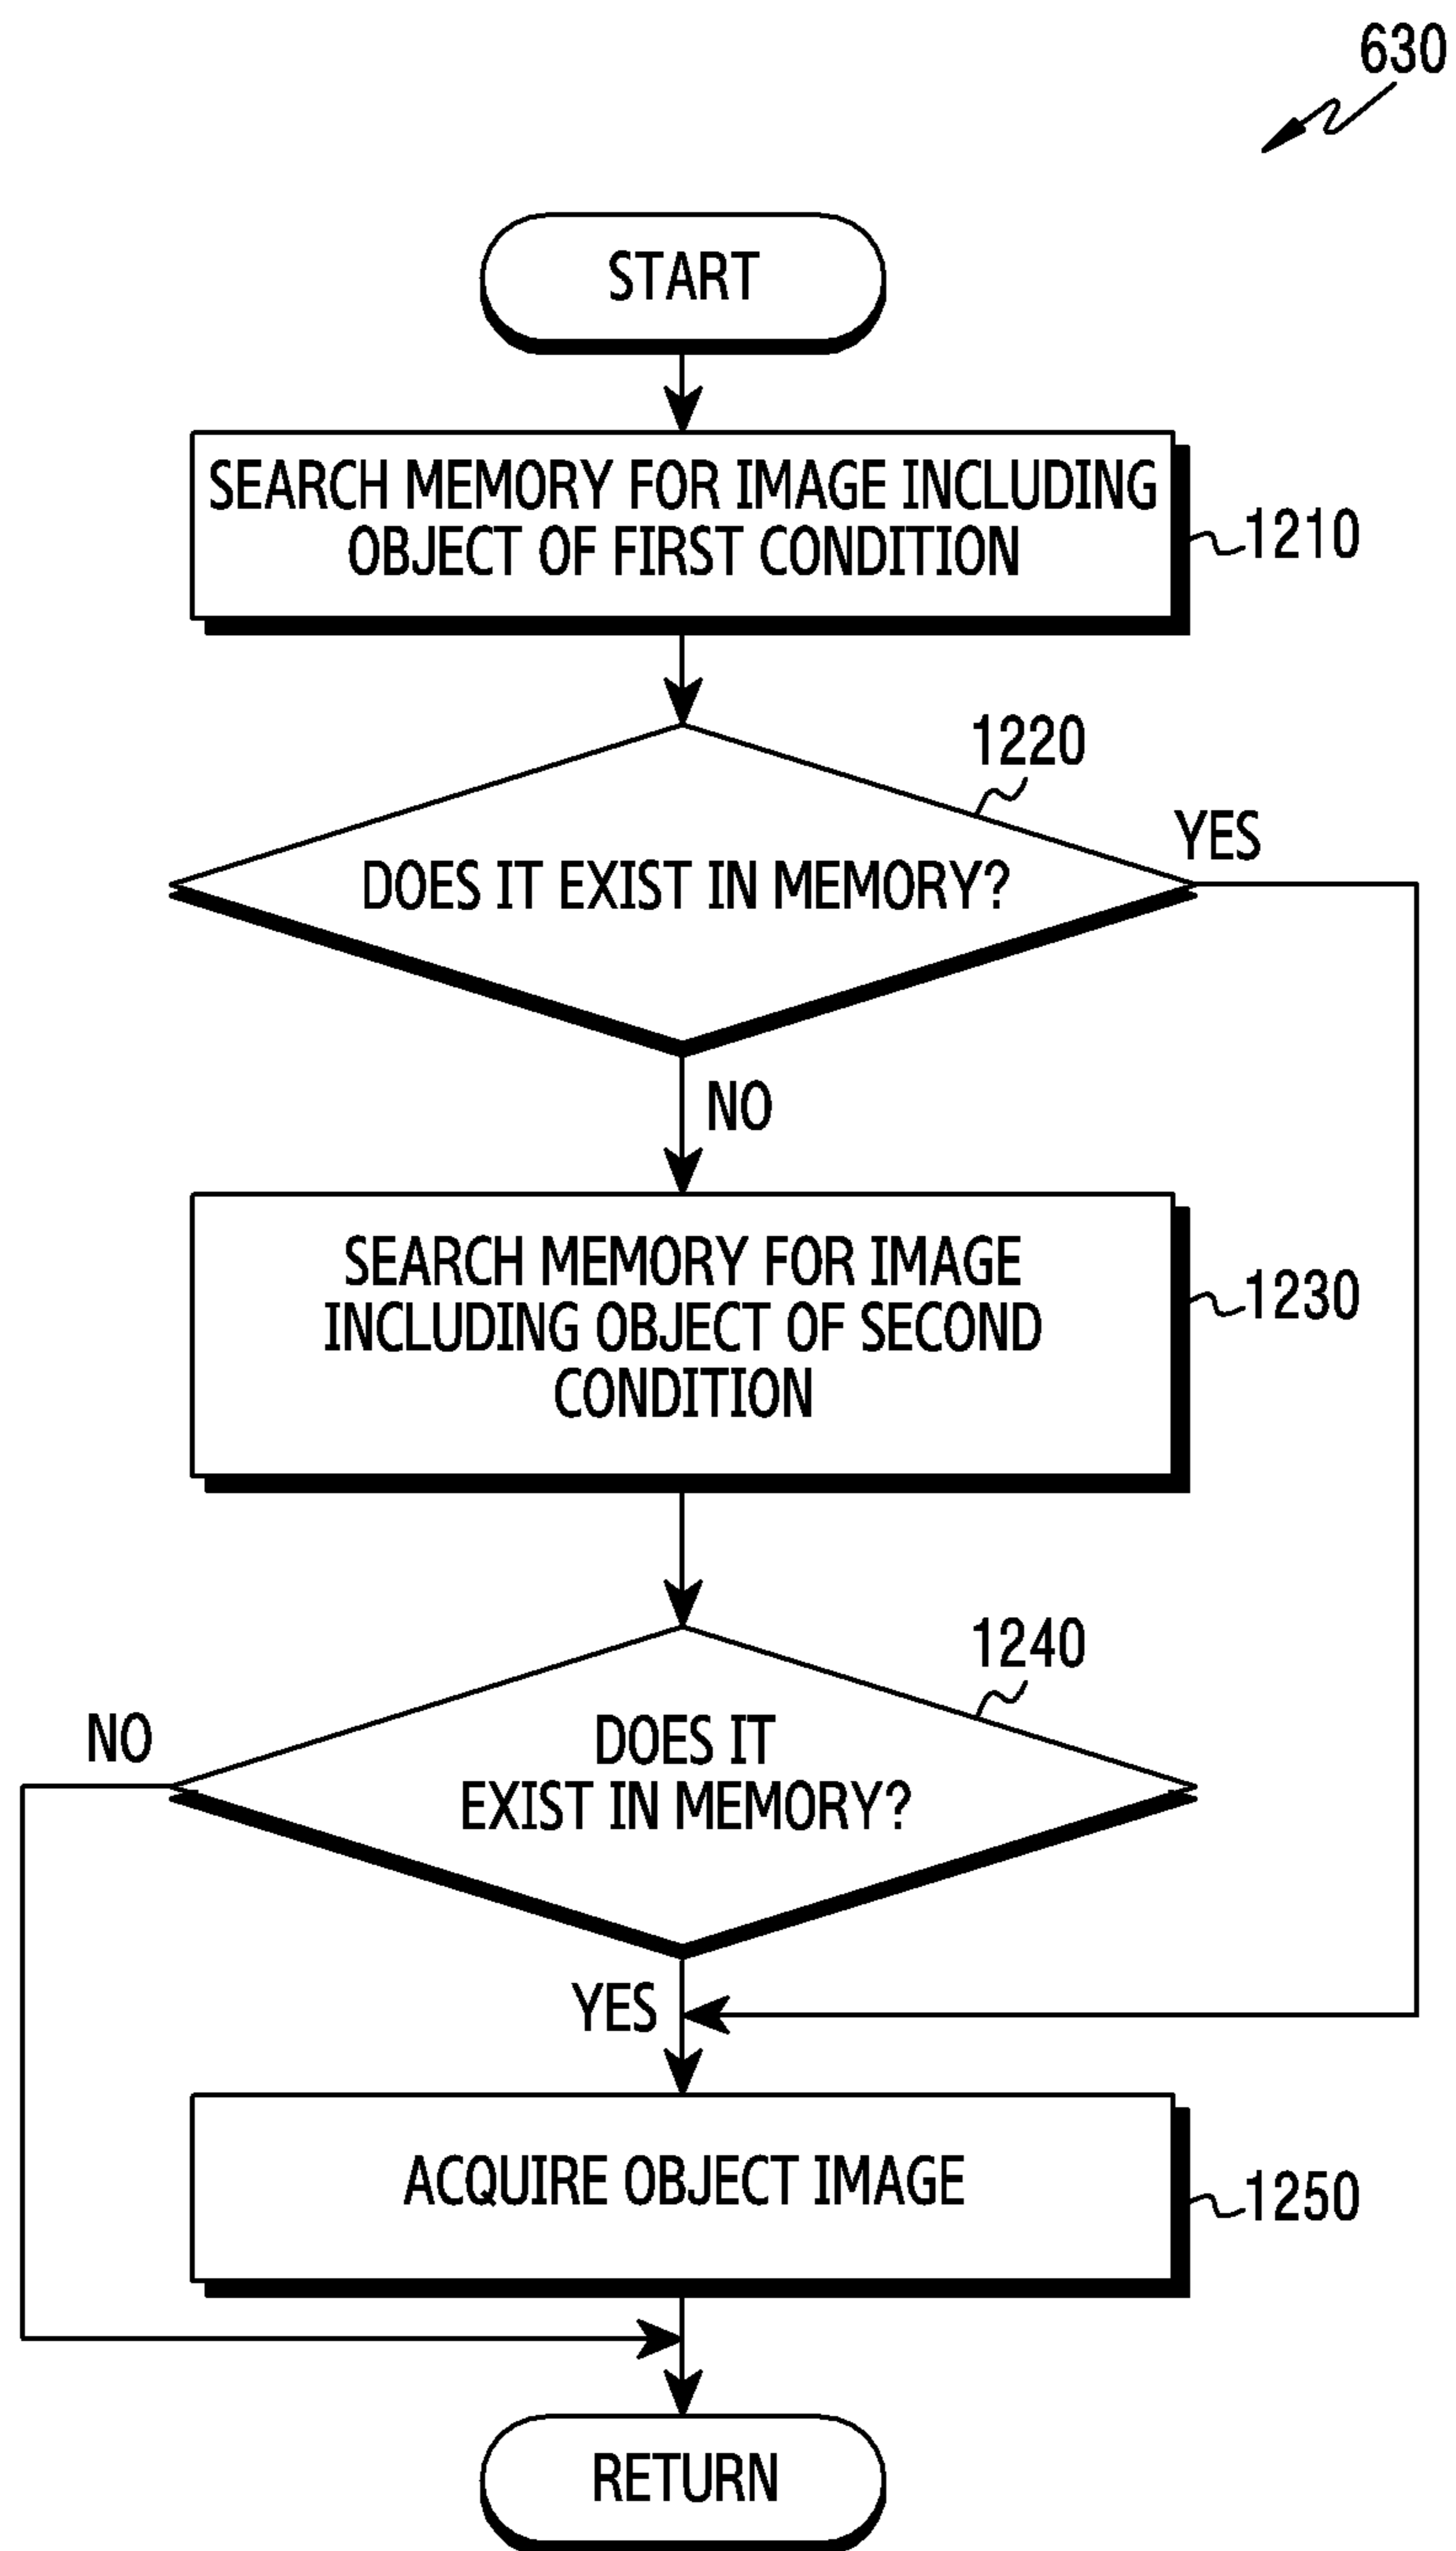 630
START
SEARCH MEMORY FOR IMAGE INCLUDING
OBJECT OF FIRST CONDITION
1210
1220
YES
DOES IT EXIST IN MEMORY?
NO
SEARCH MEMORY FOR IMAGE
INCLUDING OBJECT OF SECOND
CONDITION
1230
1240
NO
DOES IT
EXIST IN MEMORY?
YES
ACQUIRE OBJECT IMAGE
1250
RETURN